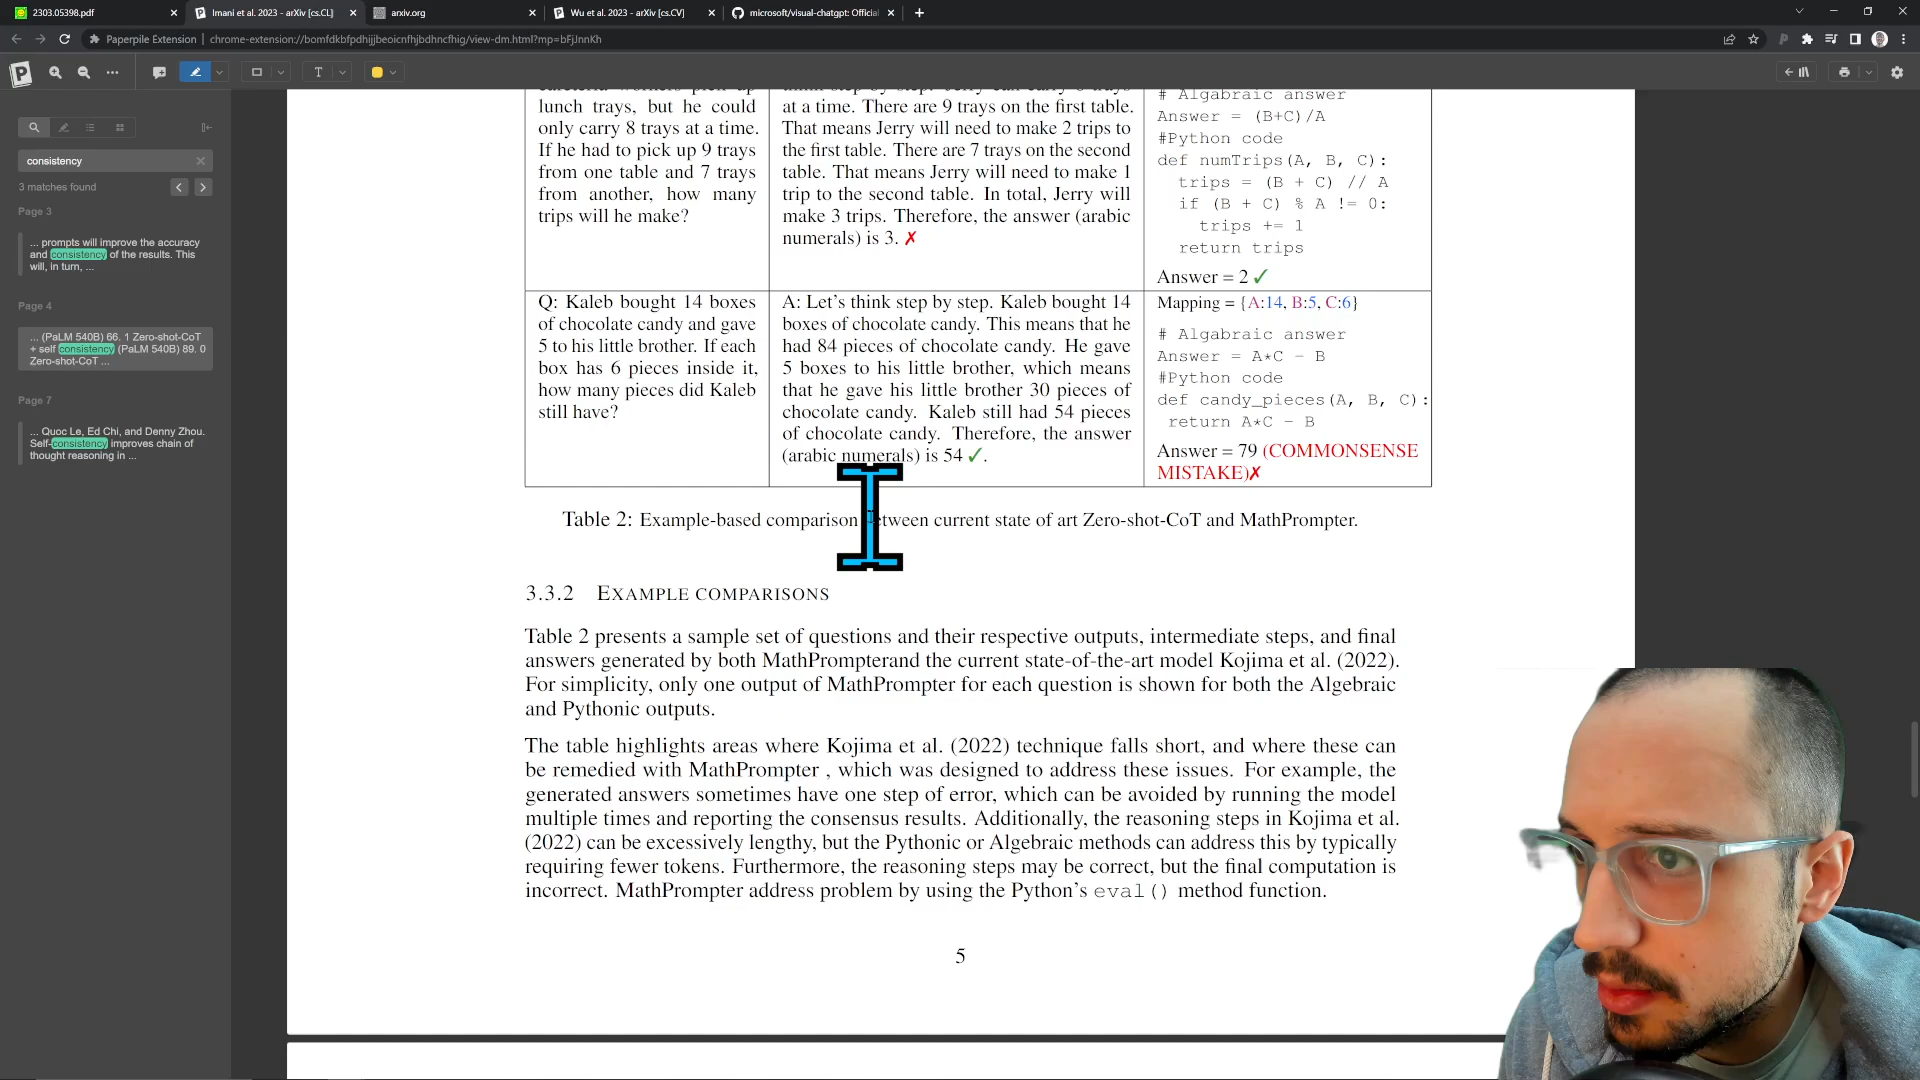 2303.05398.pdf
Imani et al. 2023 - arXiv [cs.CL]
arxiv.org
Wu et al. 2023 - arXiv [cs.CV]
microsoft/visual-chatgpt: Official
Paperpile Extension
chrome-extension://bomfdkbfpdhijjbeoicnfhjbdhncfhig/view-dm.html?mp=bFjJnnKh
consistency
3 matches found
Page 3
... prompts will improve the accuracy
and consistency of the results. This
will, in turn, ...
Page 4
... (PaLM 540B) 66. 1 Zero-shot-CoT
+ self consistency (PaLM 540B) 89. 0
Zero-shot-CoT ...
Page 7
... Quoc Le, Ed Chi, and Denny Zhou.
Self-consistency improves chain of
thought reasoning in ...
cafeteria workers pick up
lunch trays, but he could
only carry 8 trays at a time.
If he had to pick up 9 trays
from one table and 7 trays
from another, how many
trips will he make?
think step by step. Jerry can carry 8 trays
at a time. There are 9 trays on the first table.
That means Jerry will need to make 2 trips to
the first table. There are 7 trays on the second
table. That means Jerry will need to make 1
trip to the second table. In total, Jerry will
make 3 trips. Therefore, the answer (arabic
numerals) is 3. ✗
# Algabraic answer
Answer = (B+C)/A
#Python code
def numTrips(A, B, C):
trips = (B + C) // A
if (B + C) % A != 0:
trips += 1
return trips
Answer = 2 ✓
Q: Kaleb bought 14 boxes
of chocolate candy and gave
5 to his little brother. If each
box has 6 pieces inside it,
how many pieces did Kaleb
still have?
A: Let's think step by step. Kaleb bought 14
boxes of chocolate candy. This means that he
had 84 pieces of chocolate candy. He gave
5 boxes to his little brother, which means
that he gave his little brother 30 pieces of
chocolate candy. Kaleb still had 54 pieces
of chocolate candy. Therefore, the answer
(arabic numerals) is 54 ✓.
Mapping = {A:14, B:5, C:6}
# Algabraic answer
Answer = A*C − B
#Python code
def candy_pieces(A, B, C):
return A*C − B
Answer = 79 (COMMONSENSE
MISTAKE)✗
Table 2: Example-based comparison between current state of art Zero-shot-CoT and MathPrompter.
3.3.2 EXAMPLE COMPARISONS
Table 2 presents a sample set of questions and their respective outputs, intermediate steps, and final
answers generated by both MathPrompterand the current state-of-the-art model Kojima et al. (2022).
For simplicity, only one output of MathPrompter for each question is shown for both the Algebraic
and Pythonic outputs.
The table highlights areas where Kojima et al. (2022) technique falls short, and where these can
be remedied with MathPrompter , which was designed to address these issues. For example, the
generated answers sometimes have one step of error, which can be avoided by running the model
multiple times and reporting the consensus results. Additionally, the reasoning steps in Kojima et al.
(2022) can be excessively lengthy, but the Pythonic or Algebraic methods can address this by typically
requiring fewer tokens. Furthermore, the reasoning steps may be correct, but the final computation is
incorrect. MathPrompter address problem by using the Python's eval() method function.
5